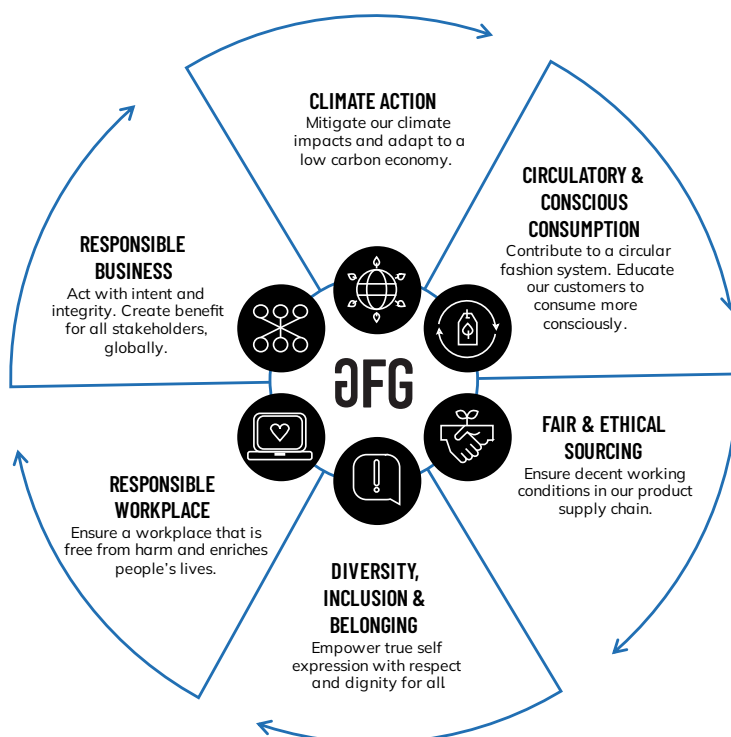 CLIMATE ACTION
Mitigate our climate
impacts and adapt to a
low carbon economy.
CIRCULATORY &
CONSCIOUS
CONSUMPTION
Contribute to a circular
fashion system. Educate
our customers to
consume more
consciously.
FAIR & ETHICAL
SOURCING
Ensure decent working
conditions in our product
supply chain.
DIVERSITY,
INCLUSION &
BELONGING
Empower true self
expression with respect
and dignity for all
RESPONSIBLE
WORKPLACE
Ensure a workplace that is
free from harm and enriches
people’s lives.
RESPONSIBLE
BUSINESS
Act with intent and
integrity. Create benefit
for all stakeholders,
globally.
GFG